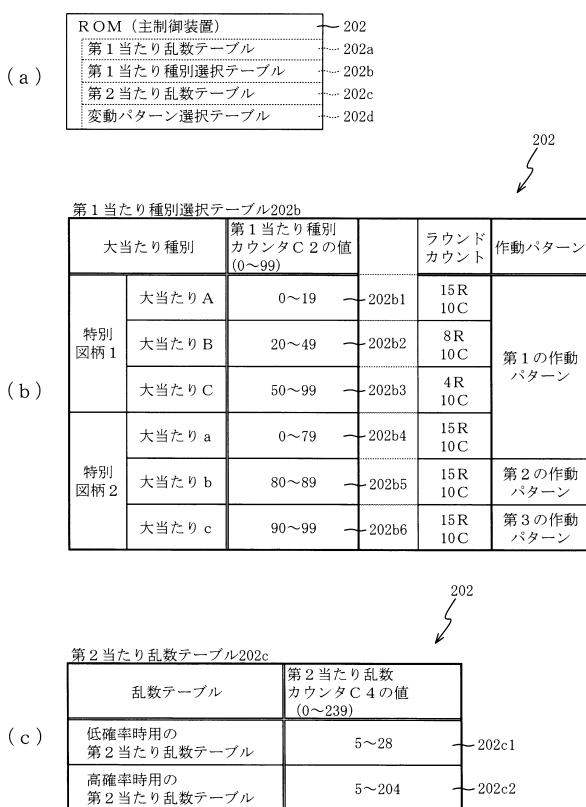 (a)
ROM(主制御装置) 202
第1当たり乱数テーブル 202a
第1当たり種別選択テーブル 202b
第2当たり乱数テーブル 202c
変動パターン選択テーブル 202d
202
(b)
第1当たり種別選択テーブル202b
大当たり種別 第1当たり種別カウンタC2の値(0~99) ラウンドカウント 作動パターン
特別図柄1 大当たりA 0~19 202b1 15R 10C 第1の作動パターン
大当たりB 20~49 202b2 8R 10C
大当たりC 50~99 202b3 4R 10C
特別図柄2 大当たりa 0~79 202b4 15R 10C
大当たりb 80~89 202b5 15R 10C 第2の作動パターン
大当たりc 90~99 202b6 15R 10C 第3の作動パターン
202
(c)
第2当たり乱数テーブル202c
乱数テーブル 第2当たり乱数カウンタC4の値(0~239)
低確率時用の第2当たり乱数テーブル 5~28 202c1
高確率時用の第2当たり乱数テーブル 5~204 202c2